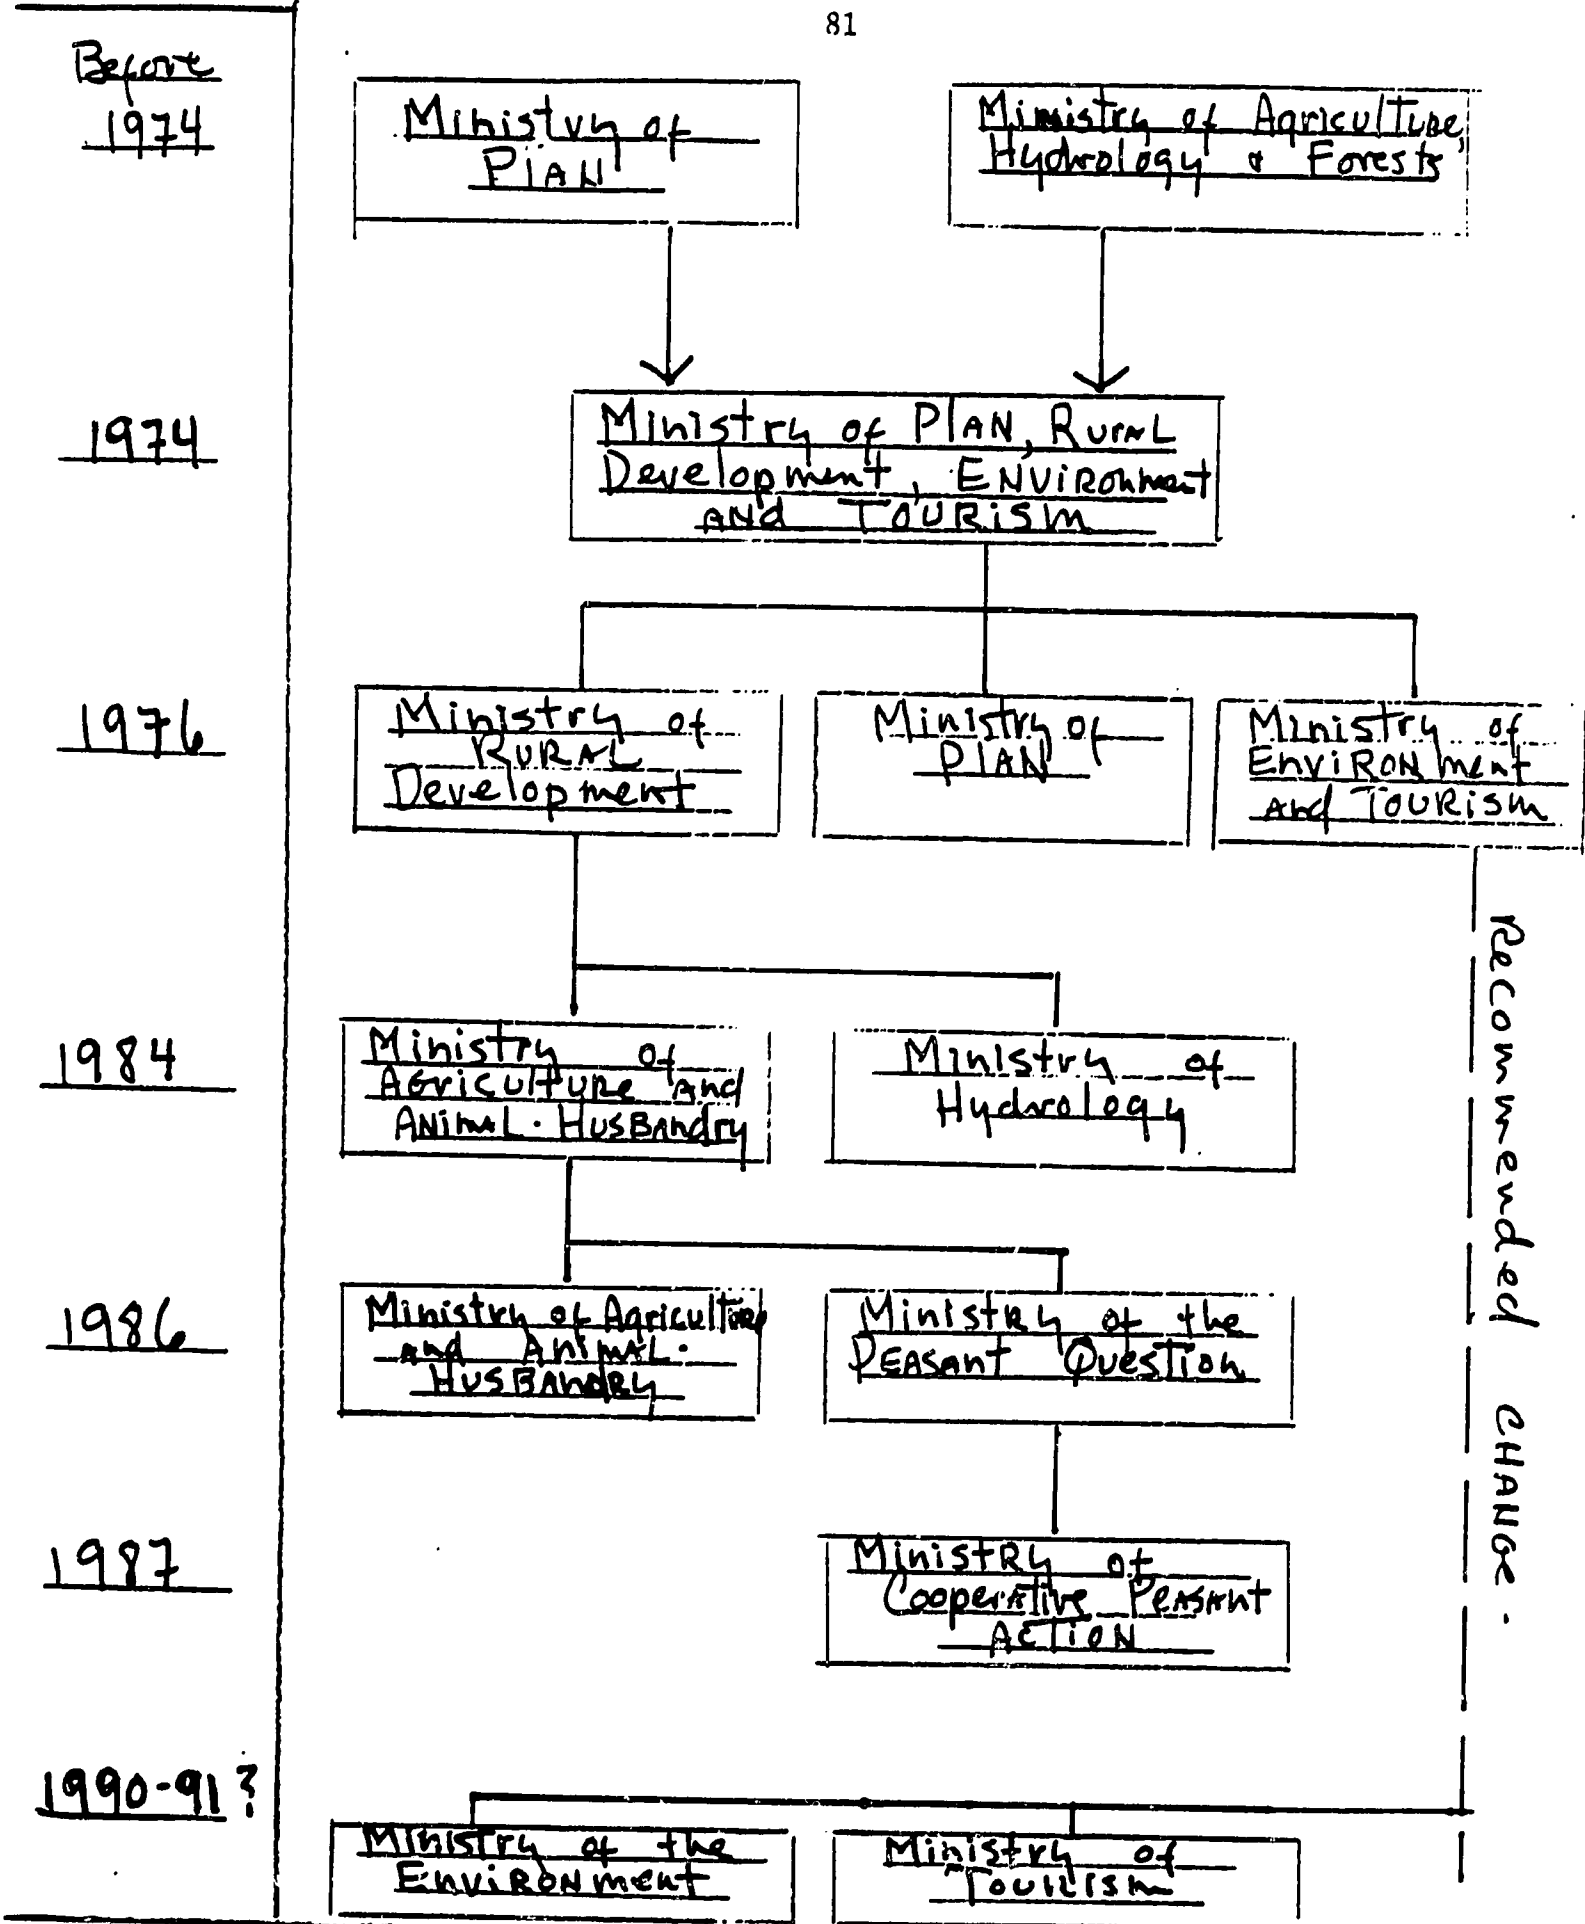 81
Before
1974
Ministry of
PlAN
Ministry of Agriculture,
Hydrology & Forests
1974
Ministry of PlAN, RurAL
Development, ENViRonment
ANd TOURiSm
1976
Ministry of
RURAL
Development
Ministry of
PlAN
Ministry of
EnviRONment
and TOURiSm
1984
Ministry of
AGriculture and
ANimAL. HUSBAndry
Ministry of
Hydrology
1986
Ministry of Agriculture
and AnimAL.
HUSBANDRy
MinistRy of the
PEASANT Question
1987
MinistRy of
CooperATive PeASAnt
ACTiON
1990-91?
Ministry of the
EnviRONment
Ministry of
TouRism
Recommended CHANGe.